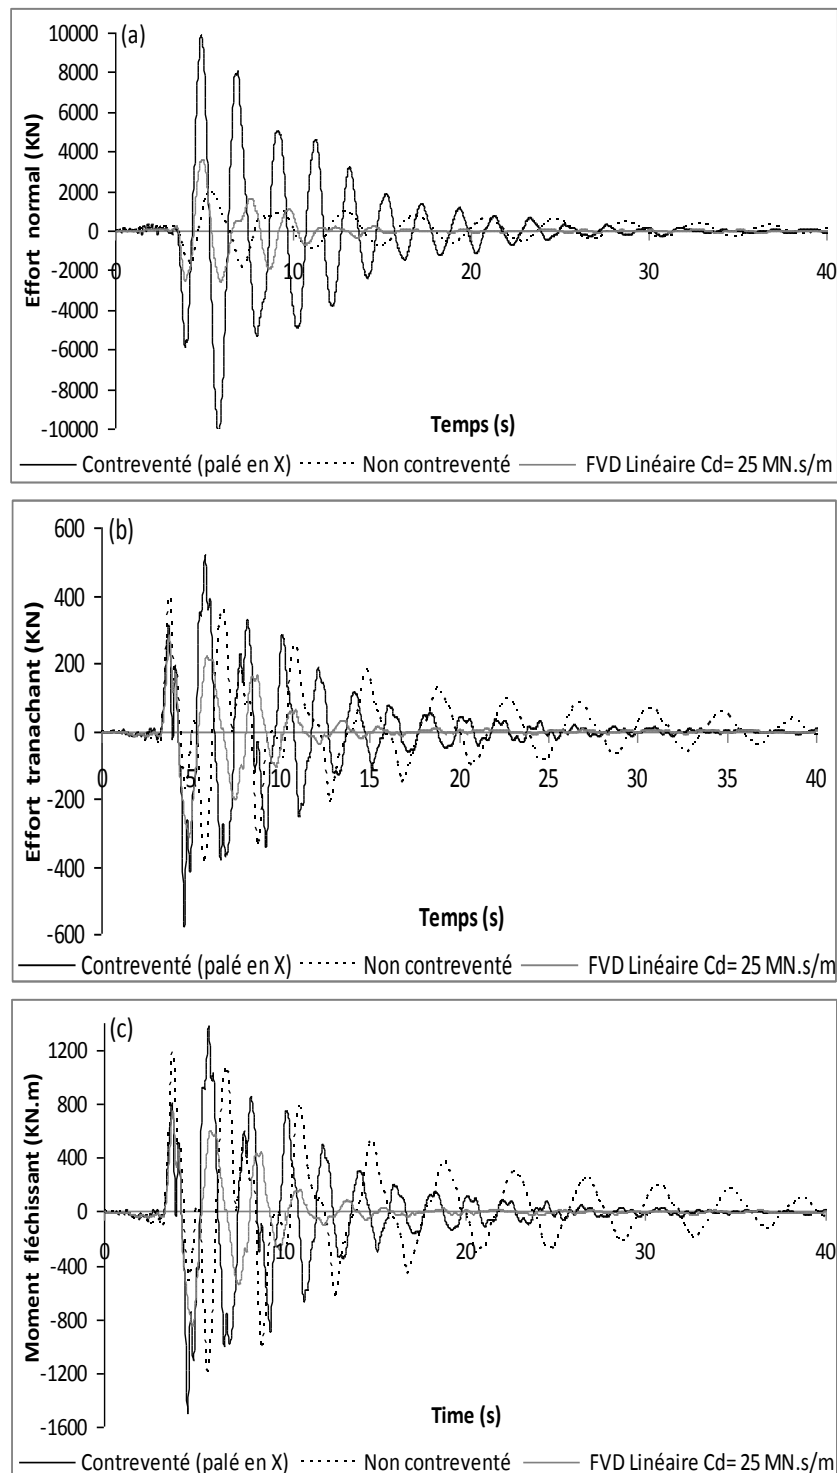 (a)
Effort normal (KN)
10000
8000
6000
4000
2000
0
-2000
-4000
-6000
-8000
-10000
0 10 20 30 40
Temps (s)
Contreventé (palé en X) Non contreventé FVD Linéaire Cd= 25 MN.s/m
(b)
Effort tranachant (KN)
600
400
200
0
-200
-400
-600
0 5 10 15 20 25 30 35 40
Temps (s)
Contreventé (palé en X) Non contreventé FVD Linéaire Cd= 25 MN.s/m
(c)
Moment fléchissant (KN.m)
1200
800
400
0
-400
-800
-1200
-1600
0 10 20 30 40
Time (s)
Contreventé (palé en X) Non contreventé FVD Linéaire Cd= 25 MN.s/m